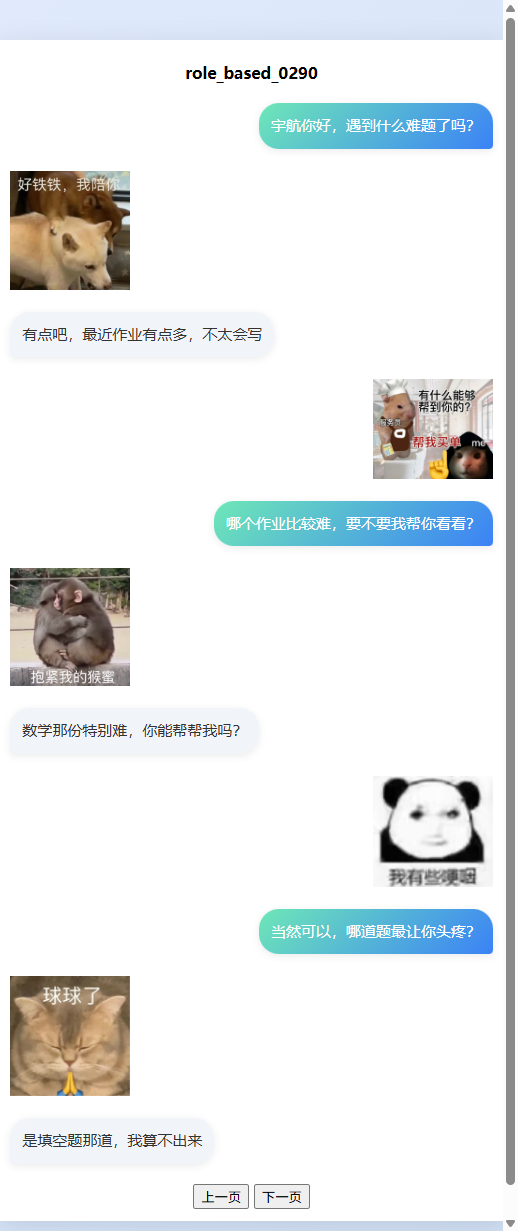 role_based_0290
宇航你好，遇到什么难题了吗？
好铁铁，我陪你
有点吧，最近作业有点多，不太会写
有什么能够
帮到你的？
服务员
帮我买单
me
哪个作业比较难，要不要我帮你看看？
抱紧我的猴蜜
数学那份特别难，你能帮帮我吗？
我有些哽咽
当然可以，哪道题最让你头疼？
球球了
是填空题那道，我算不出来
上一页 下一页